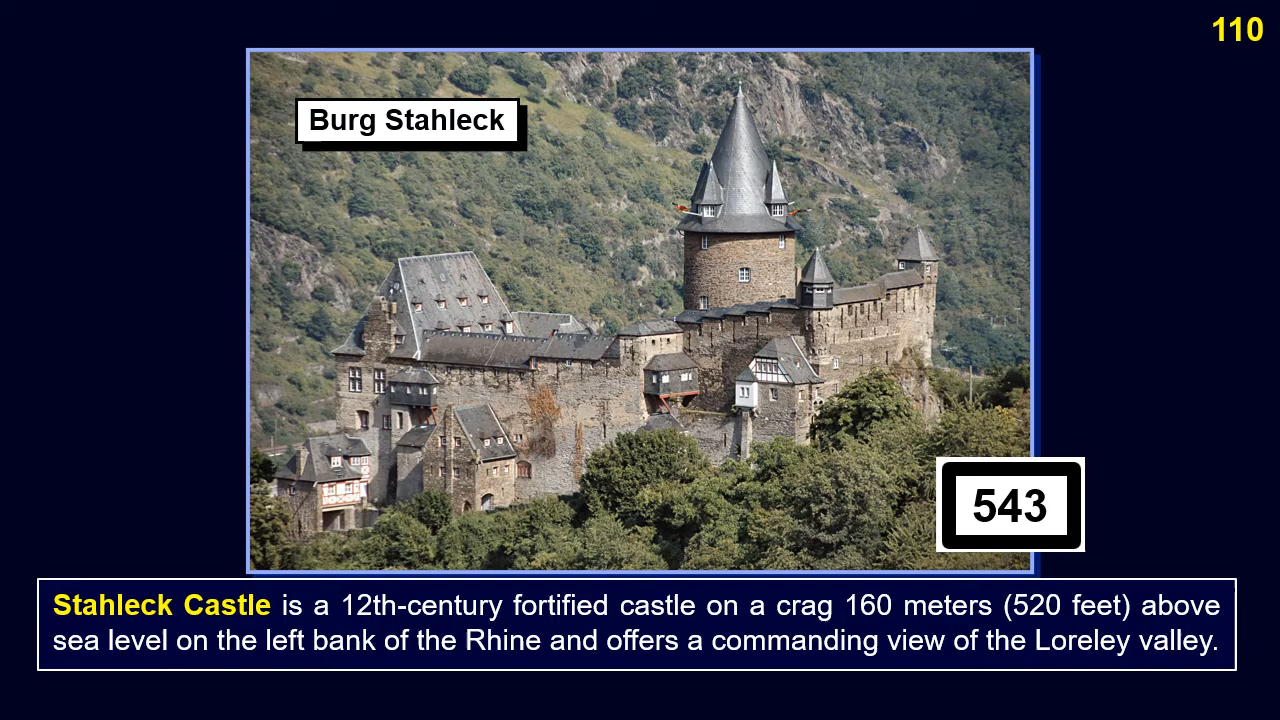 110
Burg Stahleck
543
Stahleck Castle is a 12th-century fortified castle on a crag 160 meters (520 feet) above
sea level on the left bank of the Rhine and offers a commanding view of the Loreley valley.